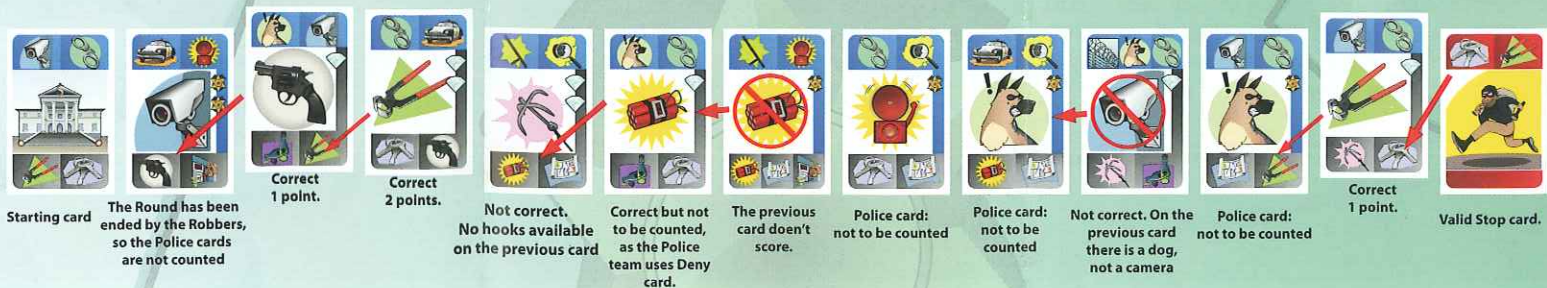 Starting card
The Round has been
ended by the Robbers,
so the Police cards
are not counted
Correct
1 point.
Correct
2 points.
Not correct.
No hooks available
on the previous card
Correct but not
to be counted,
as the Police
team uses Deny
card.
The previous
card doen't
score.
Police card:
not to be counted
Police card:
not to be
counted
Not correct. On the
previous card
there is a dog,
not a camera
Police card:
not to be counted
Correct
1 point.
Valid Stop card.